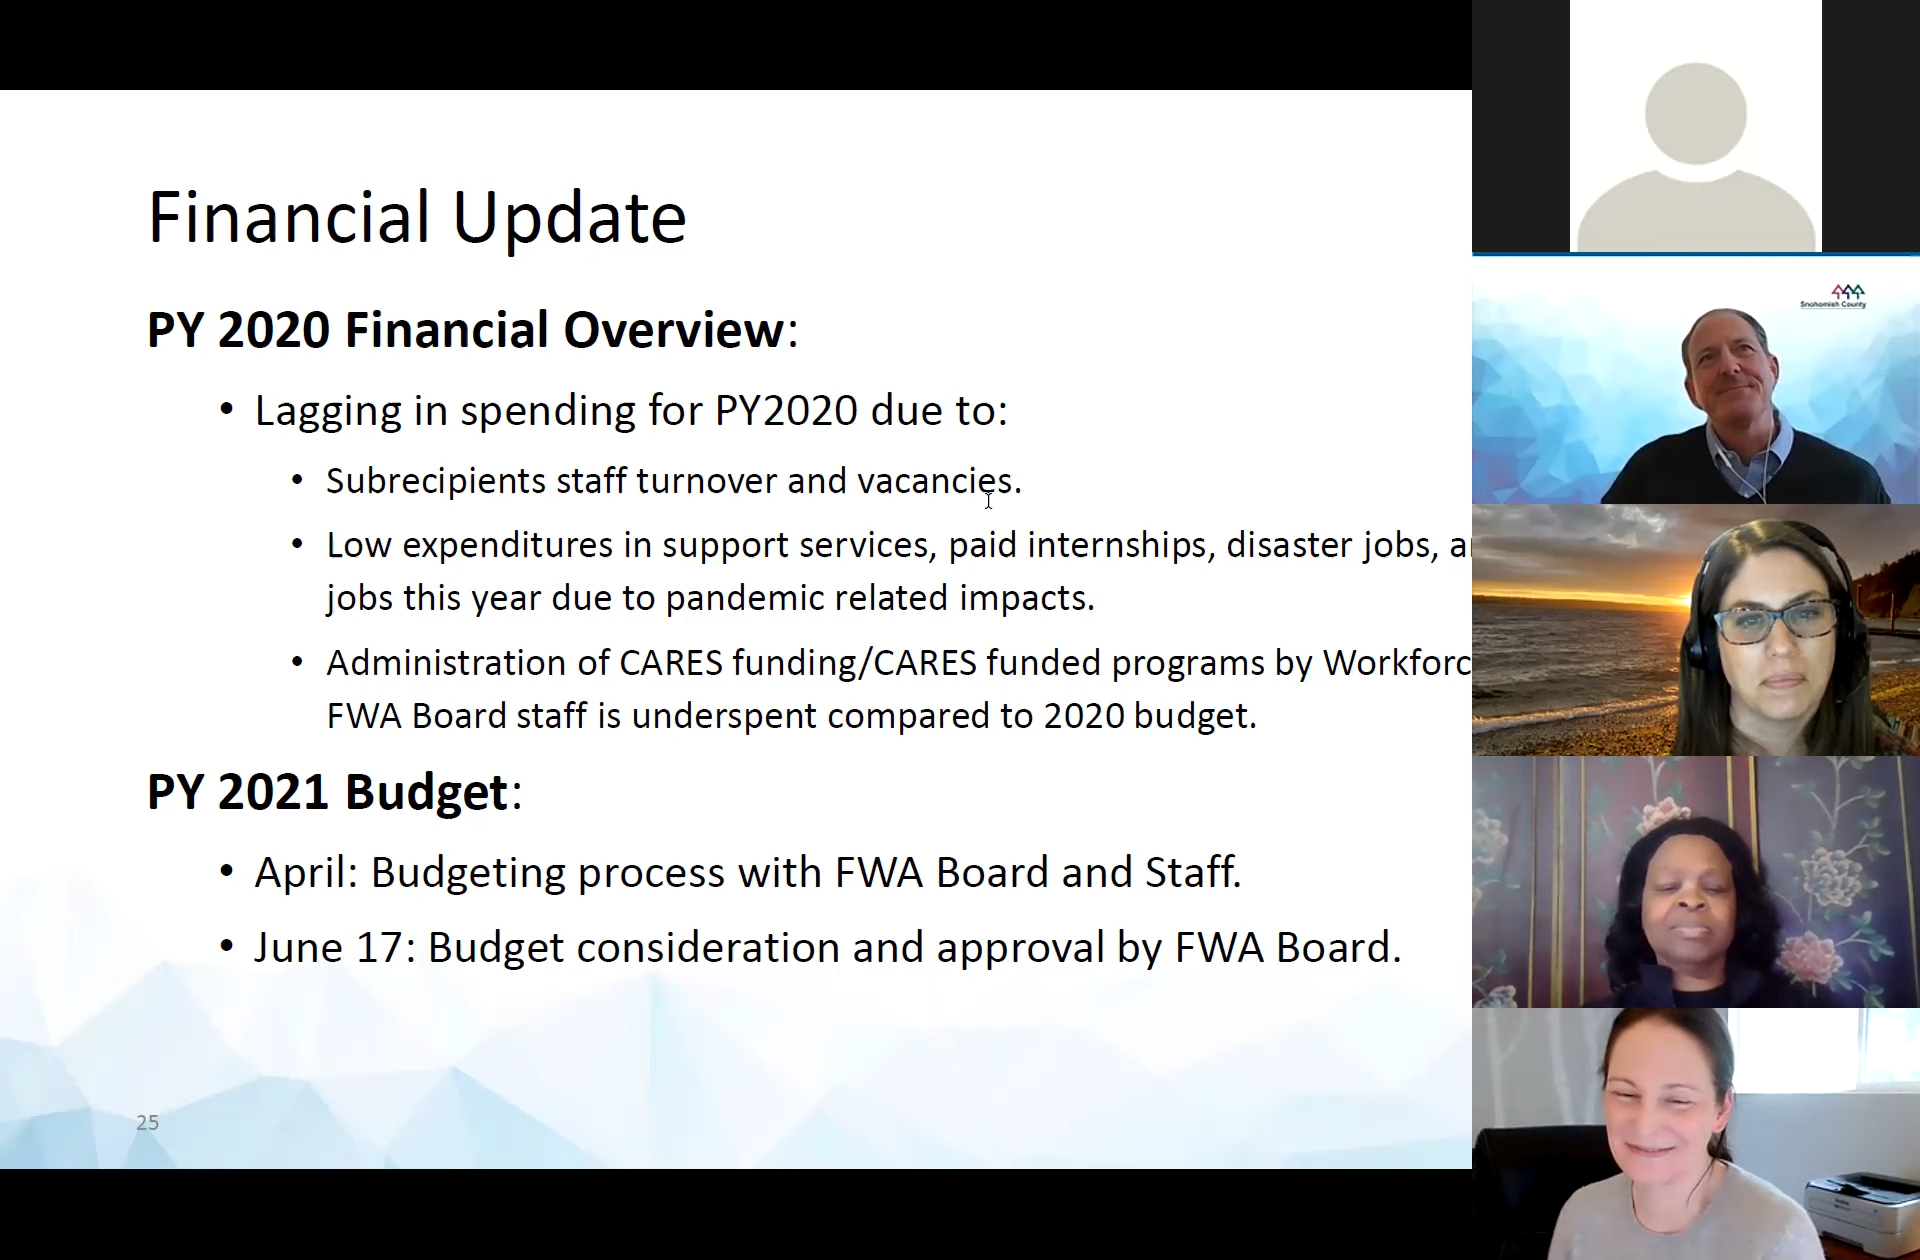 Financial Update
PY 2020 Financial Overview:
• Lagging in spending for PY2020 due to:
• Subrecipients staff turnover and vacancies.
• Low expenditures in support services, paid internships, disaster jobs,
jobs this year due to pandemic related impacts.
• Administration of CARES funding/CARES funded programs by
FWA Board staff is underspent compared to 2020 budget.
PY 2021 Budget:
• April: Budgeting process with FWA Board and Staff.
• June 17: Budget consideration and approval by FWA Board.
25
Snohomish County